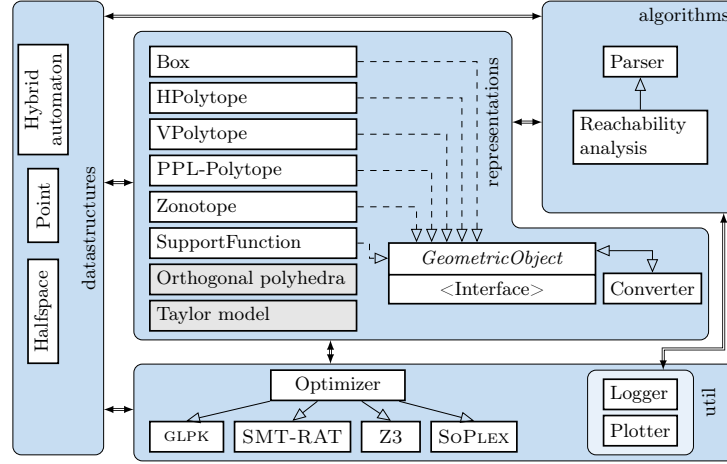 Hybrid
automaton
Point
Halfspace
datastructures
Box
HPolytope
VPolytope
PPL-Polytope
Zonotope
SupportFunction
Orthogonal polyhedra
Taylor model
representations
GeometricObject
<Interface>
Converter
algorithms
Parser
Reachability
analysis
Optimizer
GLPK
SMT-RAT
Z3
SOPLEX
Logger
Plotter
util